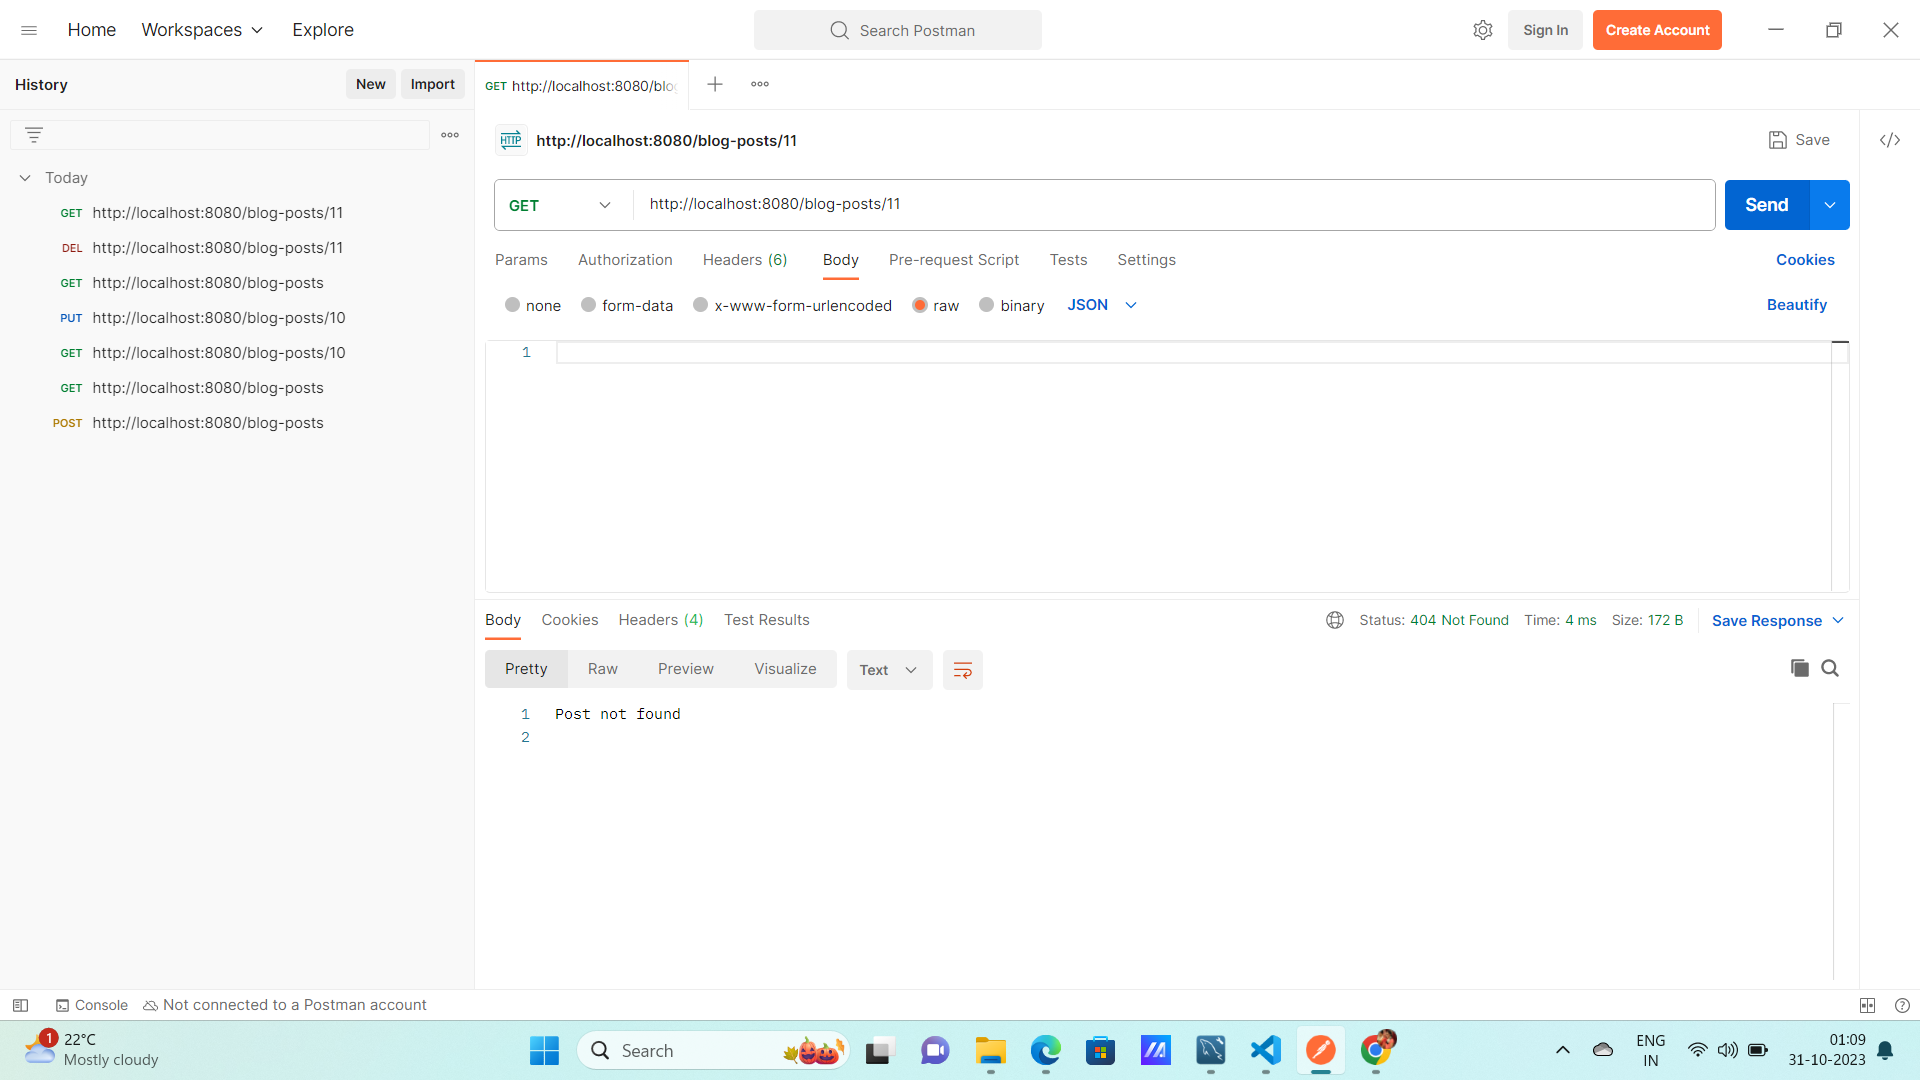 Home Workspaces Explore Search Postman Sign In Create Account
History New Import
GET http://localhost:8080/blo
HTTP http://localhost:8080/blog-posts/11 Save
Today
GET http://localhost:8080/blog-posts/11
DEL http://localhost:8080/blog-posts/11
GET http://localhost:8080/blog-posts
PUT http://localhost:8080/blog-posts/10
GET http://localhost:8080/blog-posts/10
GET http://localhost:8080/blog-posts
POST http://localhost:8080/blog-posts
GET http://localhost:8080/blog-posts/11 Send
Params Authorization Headers (6) Body Pre-request Script Tests Settings Cookies
none form-data x-www-form-urlencoded raw binary JSON Beautify
1
Body Cookies Headers (4) Test Results Status: 404 Not Found Time: 4 ms Size: 172 B Save Response
Pretty Raw Preview Visualize Text
1 Post not found
2
Console Not connected to a Postman account
1 22°C
Mostly cloudy
Search
ENG
IN
01:09
31-10-2023